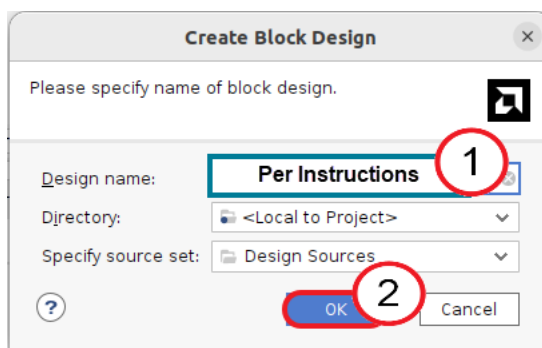 Create Block Design
Please specify name of block design.
1
Design name: Per Instructions
Directory: <Local to Project>
Specify source set: Design Sources
2
? OK Cancel